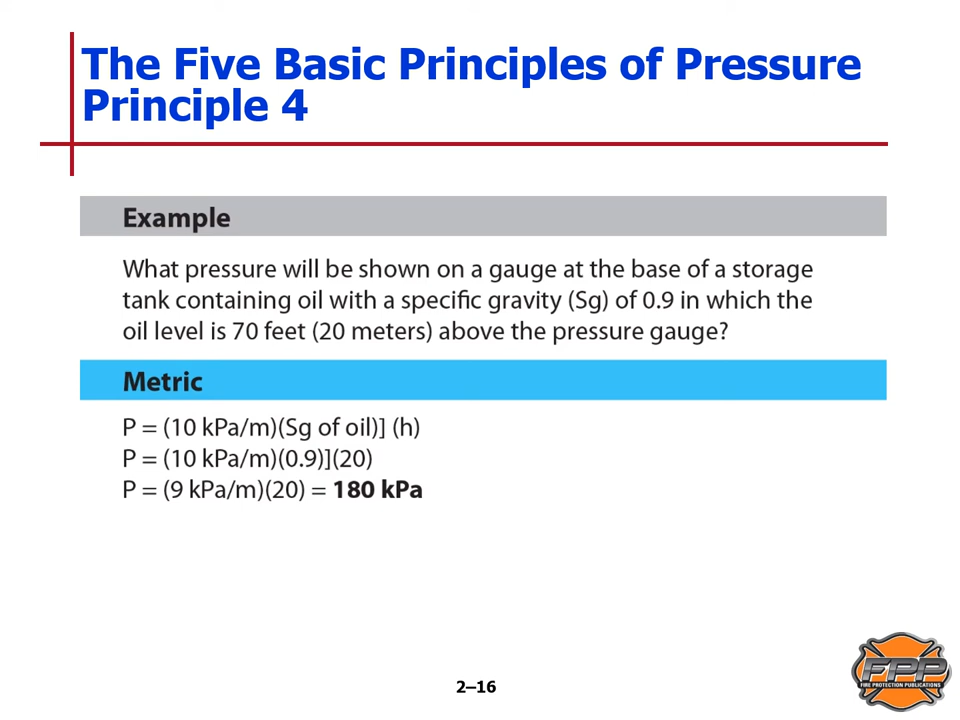 The Five Basic Principles of Pressure
Principle 4
Example
What pressure will be shown on a gauge at the base of a storage
tank containing oil with a specific gravity (Sg) of 0.9 in which the
oil level is 70 feet (20 meters) above the pressure gauge?
Metric
P = (10 kPa/m)(Sg of oil)] (h)
P = (10 kPa/m)(0.9)](20)
P = (9 kPa/m)(20) = 180 kPa
2–16
FPP
FIRE PROTECTION PUBLICATIONS